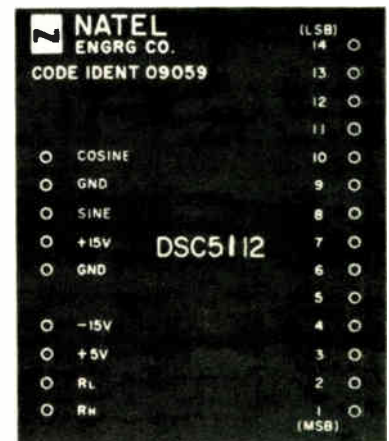 NATEL
ENGRG CO.
CODE IDENT 09059
(LSB)
14
13
12
11
COSINE 10
GND 9
SINE 8
+15V DSC5112 7
GND 6
5
-15V 4
+5V 3
RL 2
RH 1
(MSB)